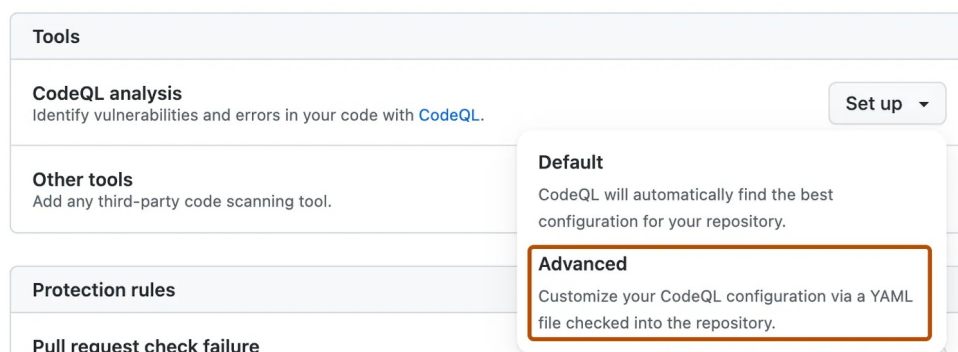 Tools
CodeQL analysis
Identify vulnerabilities and errors in your code with CodeQL.
Set up
Default
CodeQL will automatically find the best
configuration for your repository.
Other tools
Add any third-party code scanning tool.
Advanced
Customize your CodeQL configuration via a YAML
file checked into the repository.
Protection rules
Pull request check failure